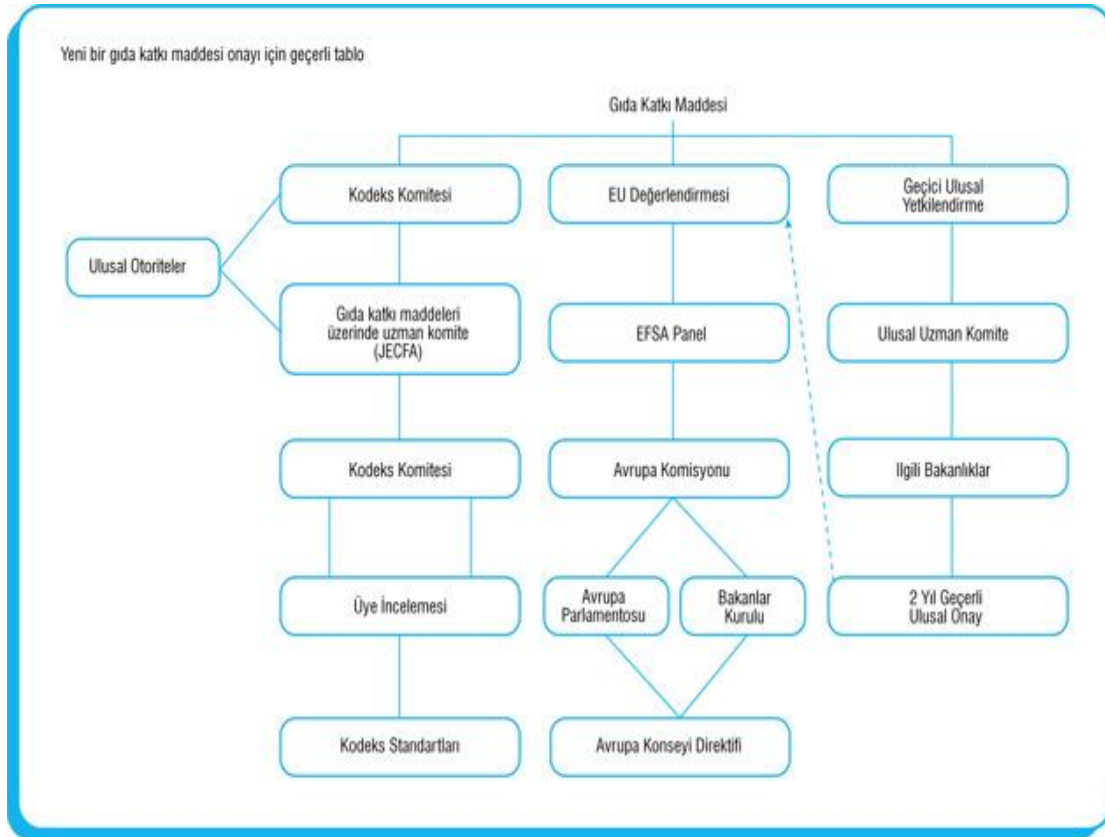 Yeni bir gıda katkı maddesi onayı için geçerli tablo
Gıda Katkı Maddesi
Kodeks Komitesi
EU Değerlendirmesi
Geçici Ulusal
Yetkilendirme
Ulusal Otoriteler
Gıda katkı maddeleri
üzerinde uzman komite
(JECFA)
EFSA Panel
Ulusal Uzman Komite
Kodeks Komitesi
Avrupa Komisyonu
Ilgili Bakanlıklar
Üye İncelemesi
Avrupa
Parlamentosu
Bakanlar
Kurulu
2 Yıl Geçerli
Ulusal Onay
Kodeks Standartları
Avrupa Konseyi Direktifi